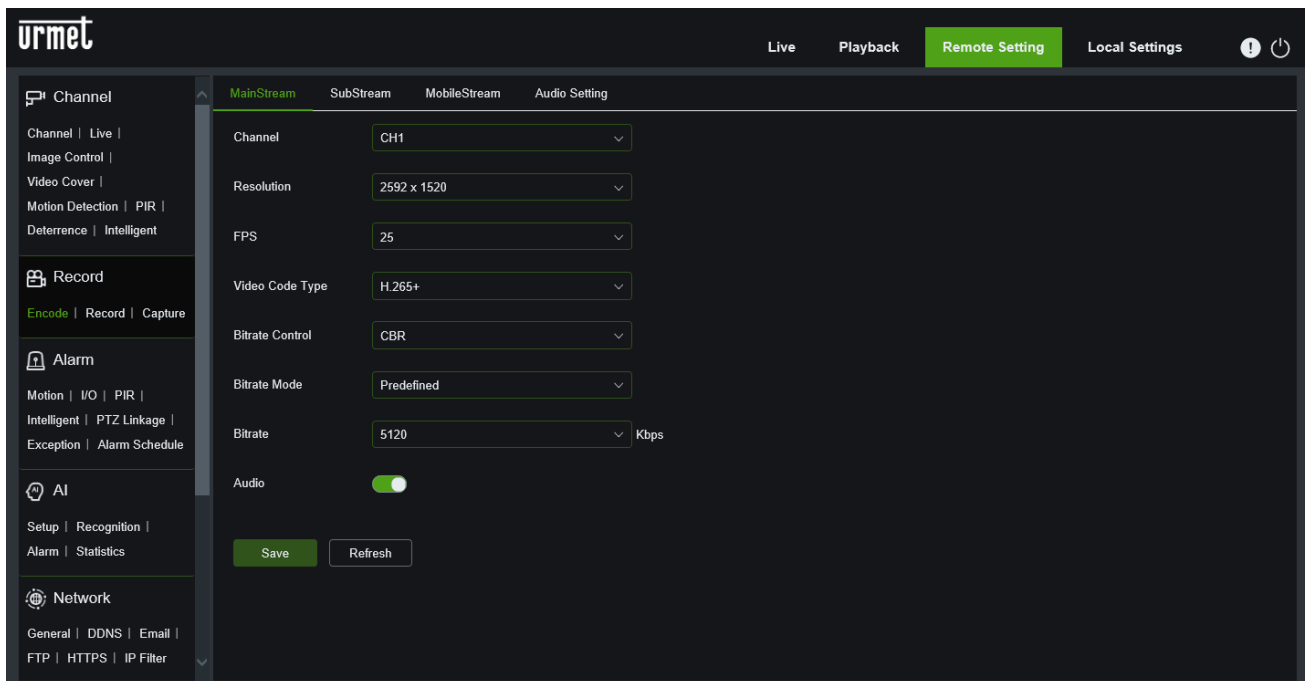 urmet
Live Playback Remote Setting Local Settings
Channel
Channel | Live |
Image Control |
Video Cover |
Motion Detection | PIR |
Deterrence | Intelligent
Record
Encode | Record | Capture
Alarm
Motion | I/O | PIR |
Intelligent | PTZ Linkage |
Exception | Alarm Schedule
AI
Setup | Recognition |
Alarm | Statistics
Network
General | DDNS | Email |
FTP | HTTPS | IP Filter
MainStream SubStream MobileStream Audio Setting
Channel CH1
Resolution 2592 x 1520
FPS 25
Video Code Type H.265+
Bitrate Control CBR
Bitrate Mode Predefined
Bitrate 5120 Kbps
Audio
Save Refresh